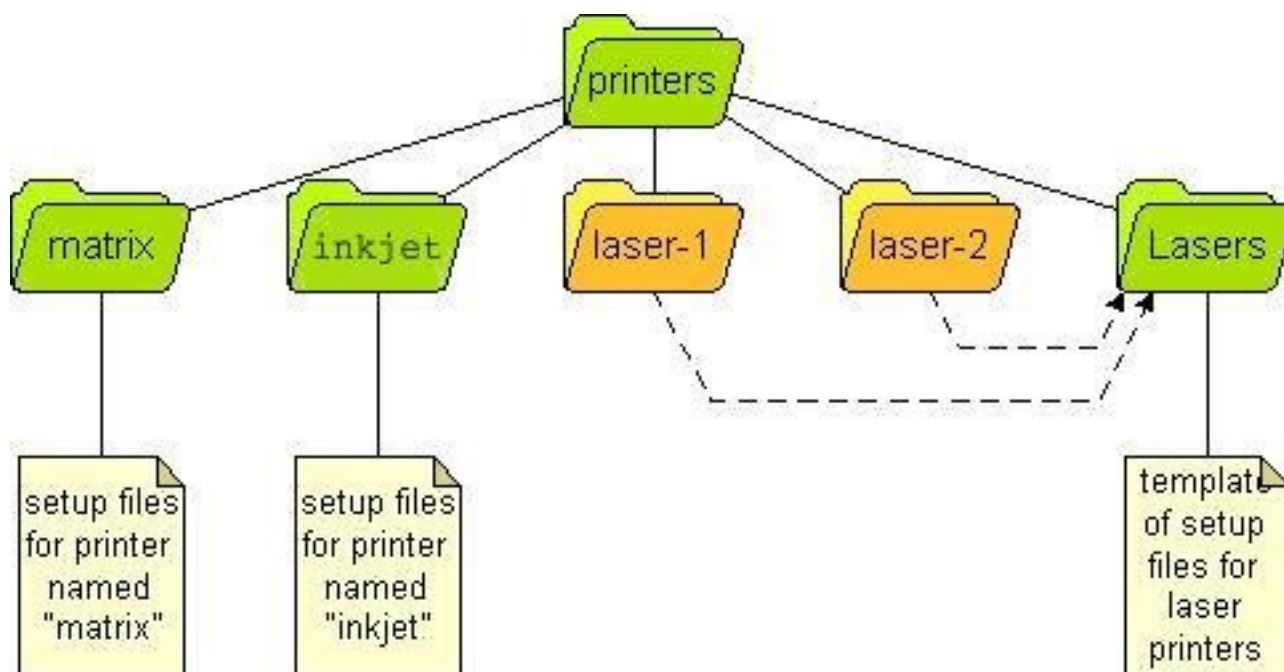 printers
matrix
inkjet
laser-1
laser-2
Lasers
setup files
for printer
named
"matrix"
setup files
for printer
named
"inkjet"
template
of setup
files for
laser
printers